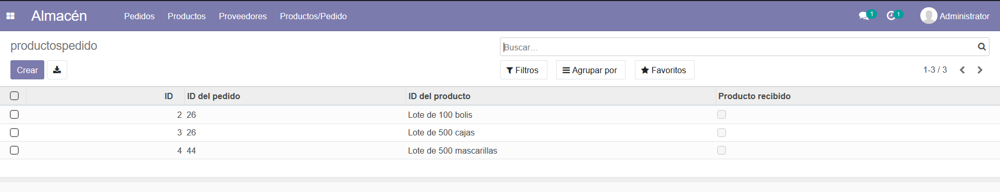 Almacén Pedidos Productos Proveedores Productos/Pedido 1 1 Administrator
productospedido Buscar...
Crear Filtros Agrupar por Favoritos 1-3 / 3
ID ID del pedido ID del producto Producto recibido
2 26 Lote de 100 bolis
3 26 Lote de 500 cajas
4 44 Lote de 500 mascarillas